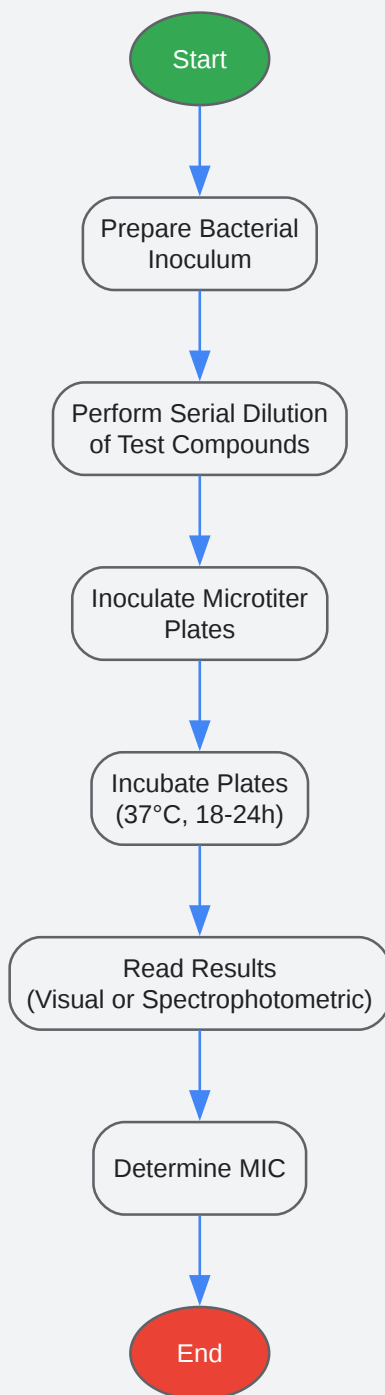 Start
Prepare Bacterial
Inoculum
Perform Serial Dilution
of Test Compounds
Inoculate Microtiter
Plates
Incubate Plates
(37°C, 18-24h)
Read Results
(Visual or Spectrophotometric)
Determine MIC
End